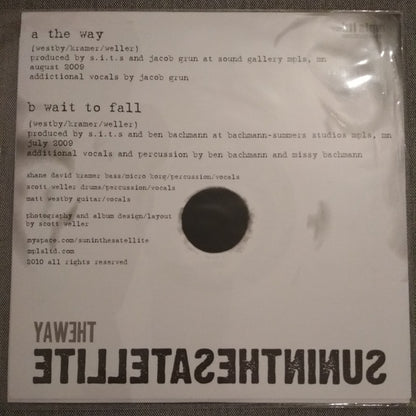 a the way
(westby/kramer/weller)
produced by s.i.t.s and jacob grun at sound gallery mpls, mn
august 2009
addictional vocals by jacob grun
b wait to fall
(westby/kramer/weller)
produced by s.i.t.s and ben bachmann at bachmann-summers studios mpls, mn
july 2009
additional vocals and percussion by ben bachmann and missy bachmann
shane david kramer bass/micro korg/percussion/vocals
scott weller drums/percussion/vocals
matt westby guitar/vocals
photography and album design/layout
by scott weller
myspace.com/suninthesatellite
mplsltd.com
2010 all rights reserved
THEWAY
SUNINTHESATELLITE